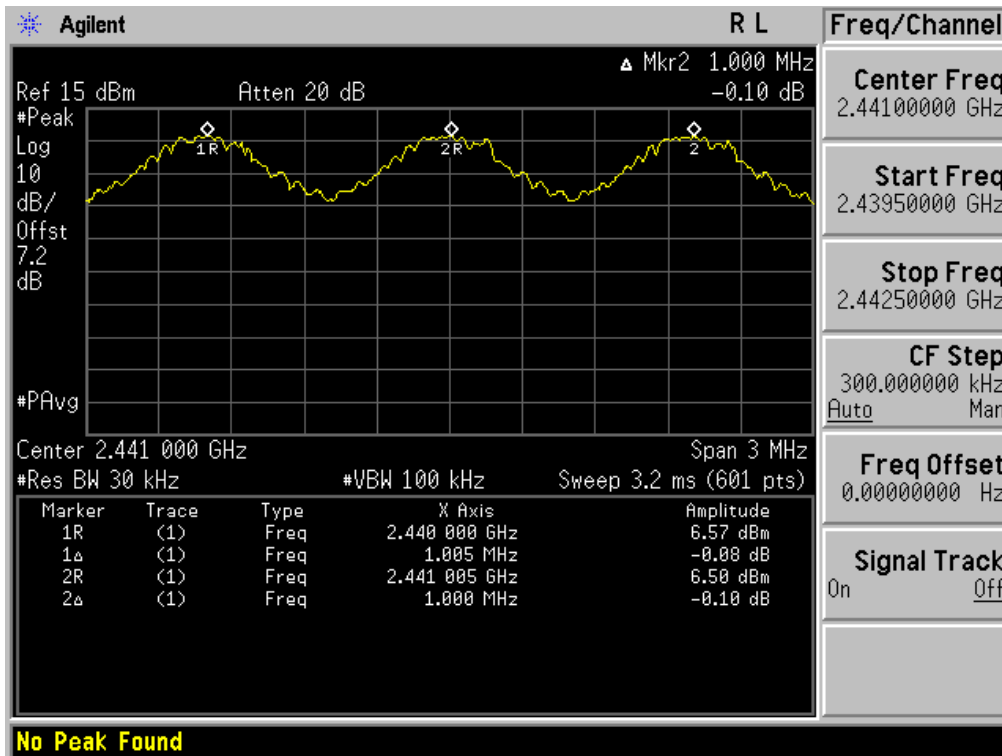 Agilent R L
Freq/Channel
Δ Mkr2 1.000 MHz
Ref 15 dBm Atten 20 dB -0.10 dB
#Peak
Log
10
dB/
Offst
7.2
dB
#PAvg
1R 2R 2
Center 2.441 000 GHz Span 3 MHz
#Res BW 30 kHz #VBW 100 kHz Sweep 3.2 ms (601 pts)
Marker Trace Type X Axis Amplitude
1R (1) Freq 2.440 000 GHz 6.57 dBm
1Δ (1) Freq 1.005 MHz -0.08 dB
2R (1) Freq 2.441 005 GHz 6.50 dBm
2Δ (1) Freq 1.000 MHz -0.10 dB
No Peak Found
Center Freq
2.44100000 GHz
Start Freq
2.43950000 GHz
Stop Freq
2.44250000 GHz
CF Step
300.000000 kHz
Auto Man
Freq Offset
0.00000000 Hz
Signal Track
On Off